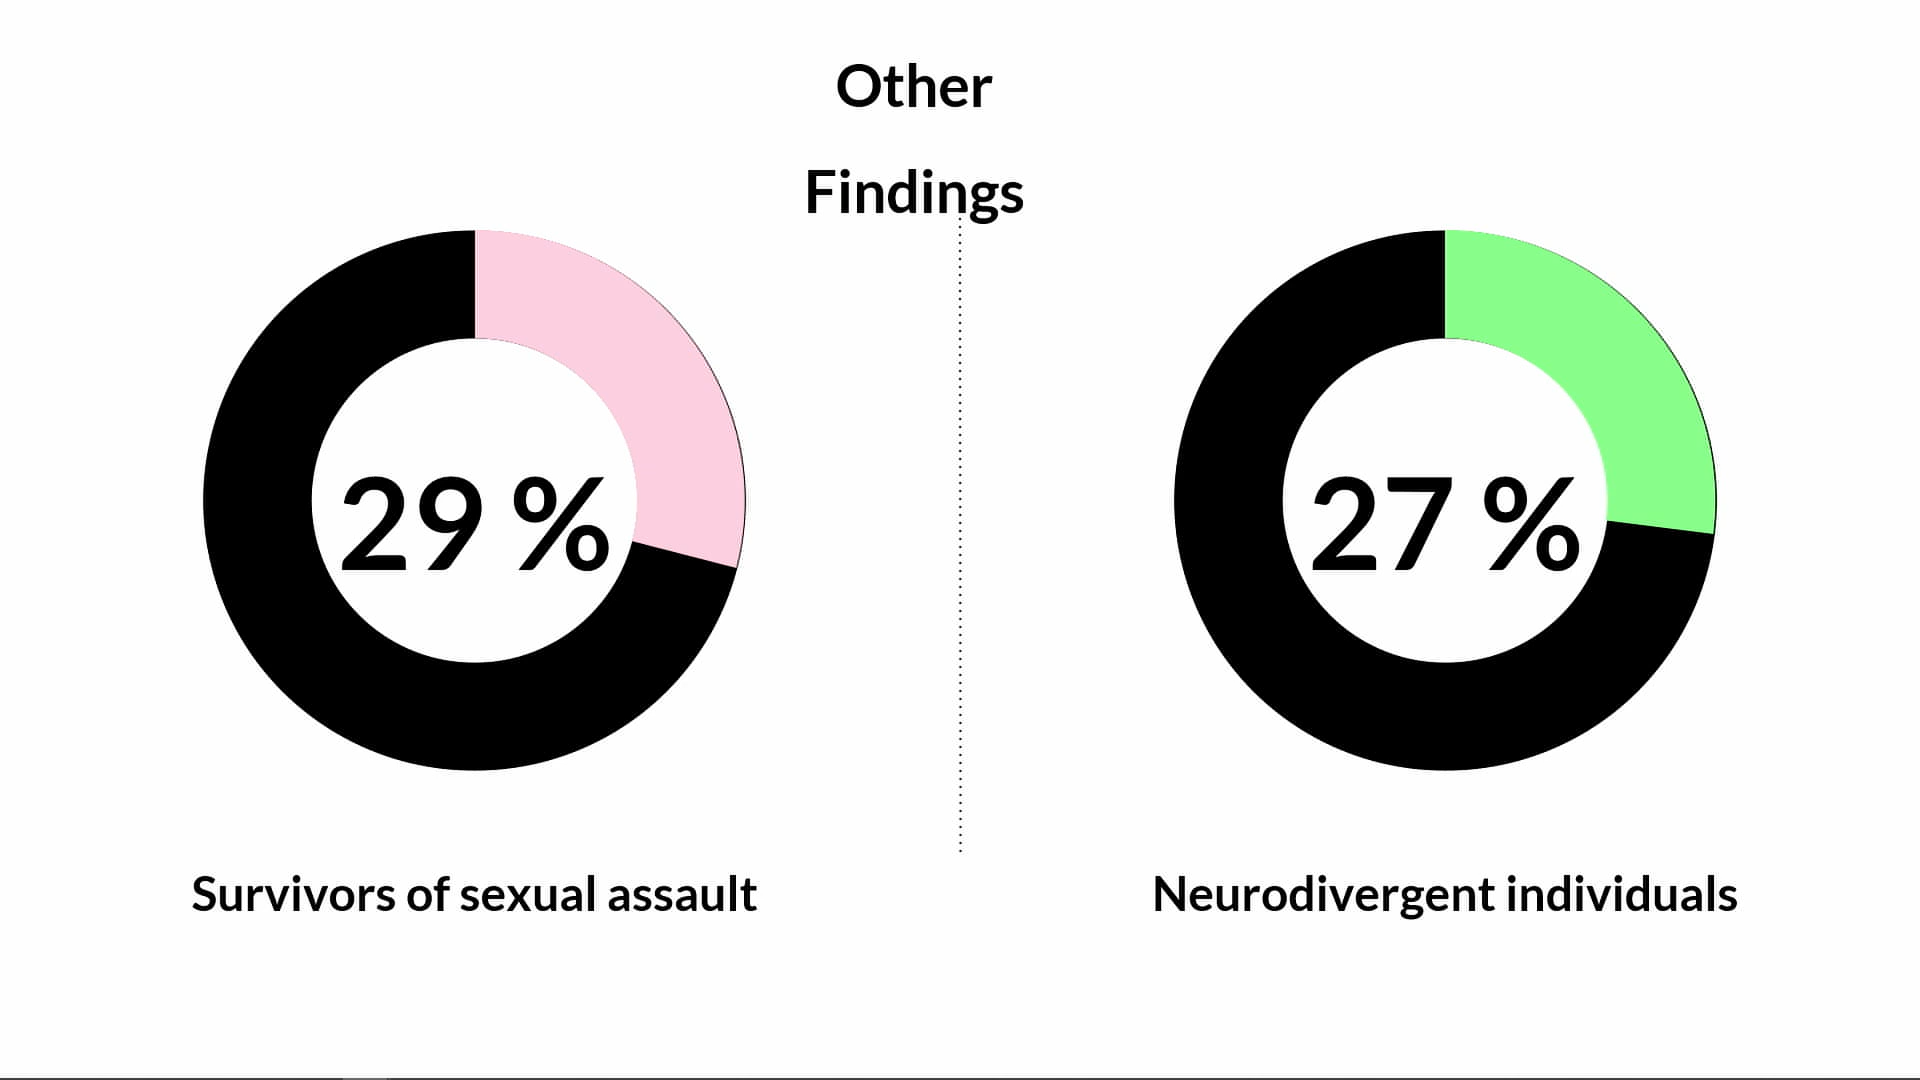 Other
Findings
29 %
27 %
Survivors of sexual assault
Neurodivergent individuals